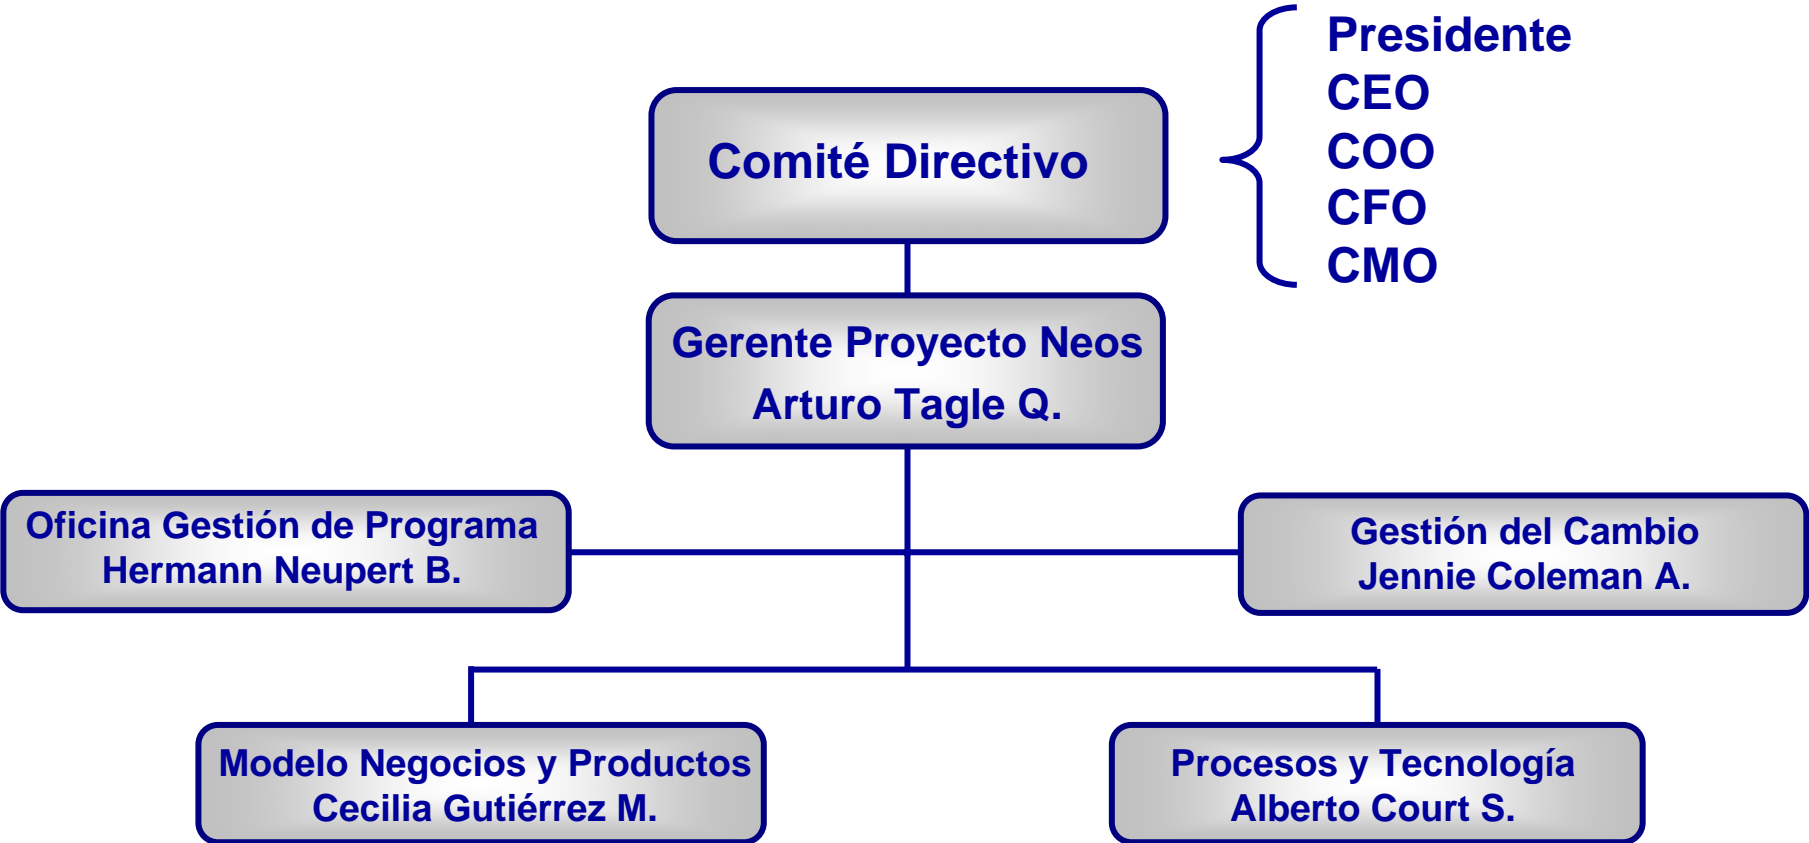 Presidente
CEO
COO
CFO
CMO
Comité Directivo
Gerente Proyecto Neos
Arturo Tagle Q.
Oficina Gestión de Programa
Hermann Neupert B.
Gestión del Cambio
Jennie Coleman A.
Modelo Negocios y Productos
Cecilia Gutiérrez M.
Procesos y Tecnología
Alberto Court S.